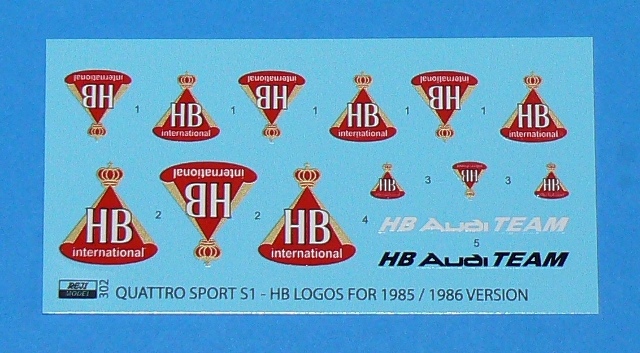 HB international
1
HB international
1
HB international
1
HB international
1
HB international
1
HB international
HB international
2
HB international
2
HB international
HB
3
HB
3
HB
4
HB Audi TEAM
5
HB Audi TEAM
REJI MODEL 302 QUATTRO SPORT S1 - HB LOGOS FOR 1985 / 1986 VERSION